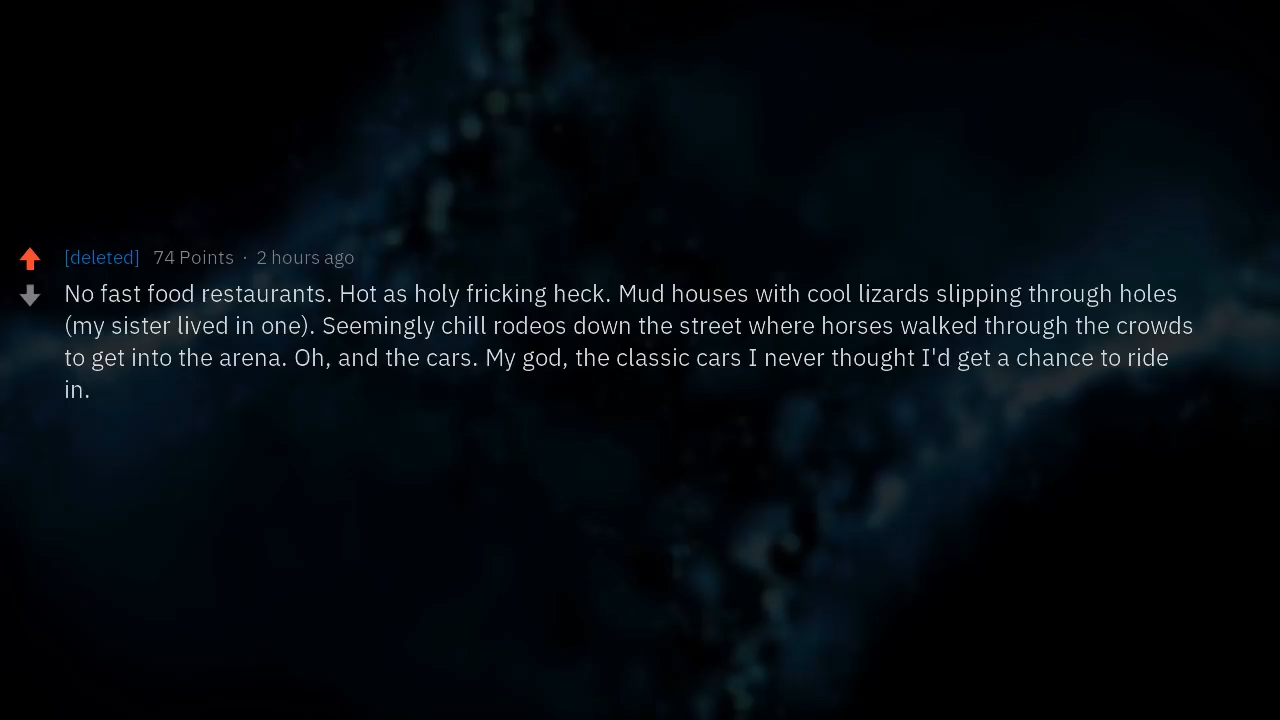 [deleted] 74 Points · 2 hours ago
No fast food restaurants. Hot as holy fricking heck. Mud houses with cool lizards slipping through holes
(my sister lived in one). Seemingly chill rodeos down the street where horses walked through the crowds
to get into the arena. Oh, and the cars. My god, the classic cars I never thought I'd get a chance to ride
in.